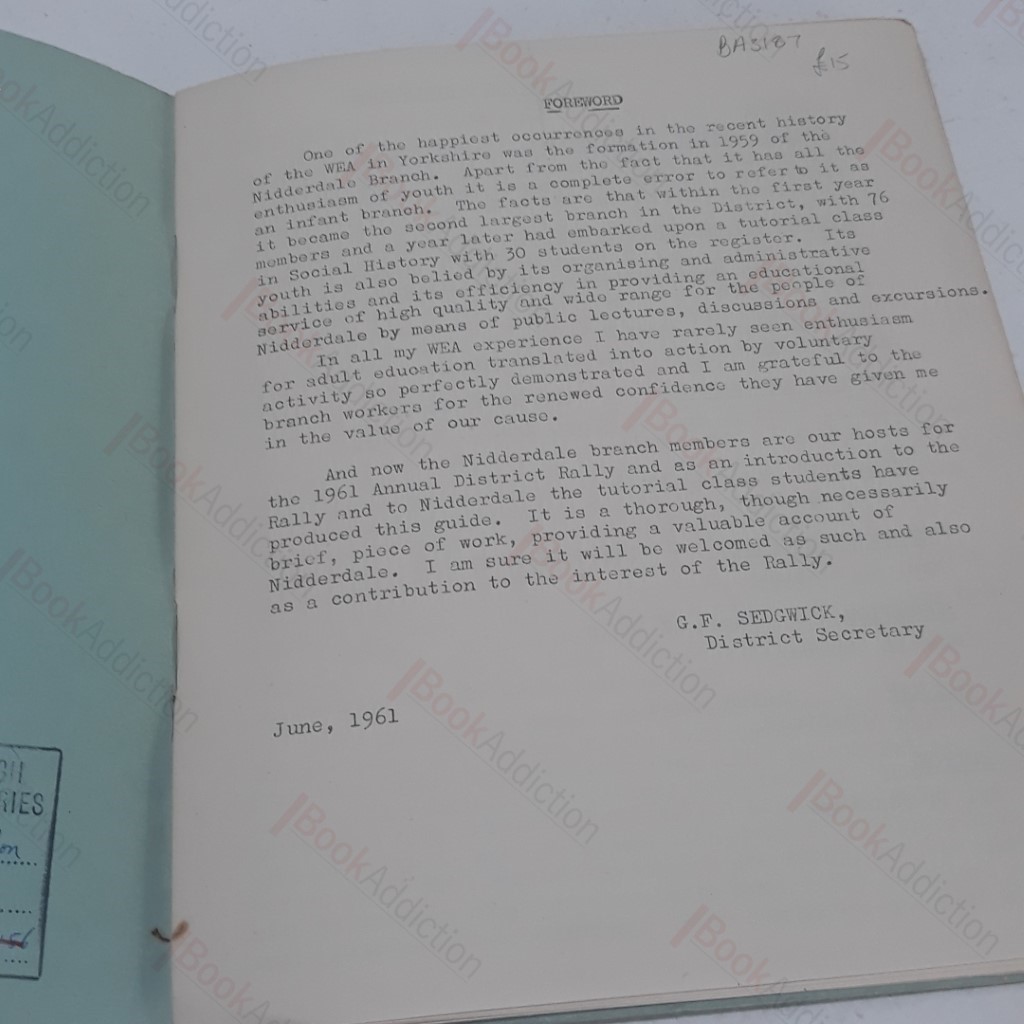 BA3187
£15
FOREWORD
One of the happiest occurrences in the recent history
of the WEA in Yorkshire was the formation in 1959 of the
Nidderdale Branch. Apart from the fact that it has all the
enthusiasm of youth it is a complete error to refer to it as
an infant branch. The facts are that within the first year
it became the second largest branch in the District, with 76
members and a year later had embarked upon a tutorial class
in Social History with 30 students on the register. Its
youth is also belied by its organising and administrative
abilities and its efficiency in providing an educational
service of high quality and wide range for the people of
Nidderdale by means of public lectures, discussions and excursions.
In all my WEA experience I have rarely seen enthusiasm
for adult education translated into action by voluntary
activity so perfectly demonstrated and I am grateful to the
branch workers for the renewed confidence they have given me
in the value of our cause.
And now the Nidderdale branch members are our hosts for
the 1961 Annual District Rally and as an introduction to the
Rally and to Nidderdale the tutorial class students have
produced this guide. It is a thorough, though necessarily
brief, piece of work, providing a valuable account of
Nidderdale. I am sure it will be welcomed as such and also
as a contribution to the interest of the Rally.
G.F. SEDGWICK,
District Secretary
June, 1961
GH
RIES
on
BookAddiction